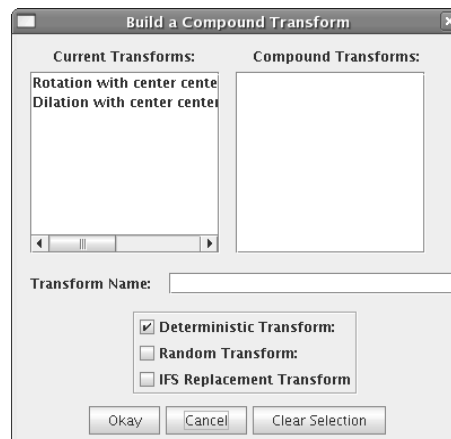 Build a Compound Transform
Current Transforms: Compound Transforms:
Rotation with center cente
Dilation with center center
Transform Name:
Deterministic Transform:
Random Transform:
IFS Replacement Transform
Okay Cancel Clear Selection